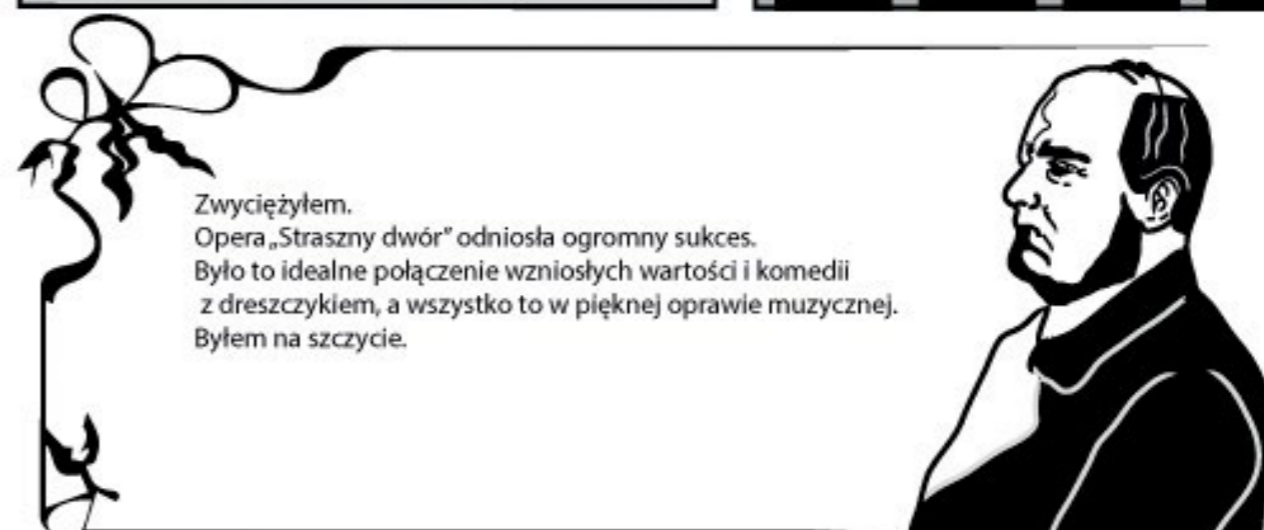 Zwyciężyłem.
Opera „Straszny dwór” odniosła ogromny sukces.
Było to idealne połączenie wzniosłych wartości i komedii
z dreszczykiem, a wszystko to w pięknej oprawie muzycznej.
Byłem na szczycie.